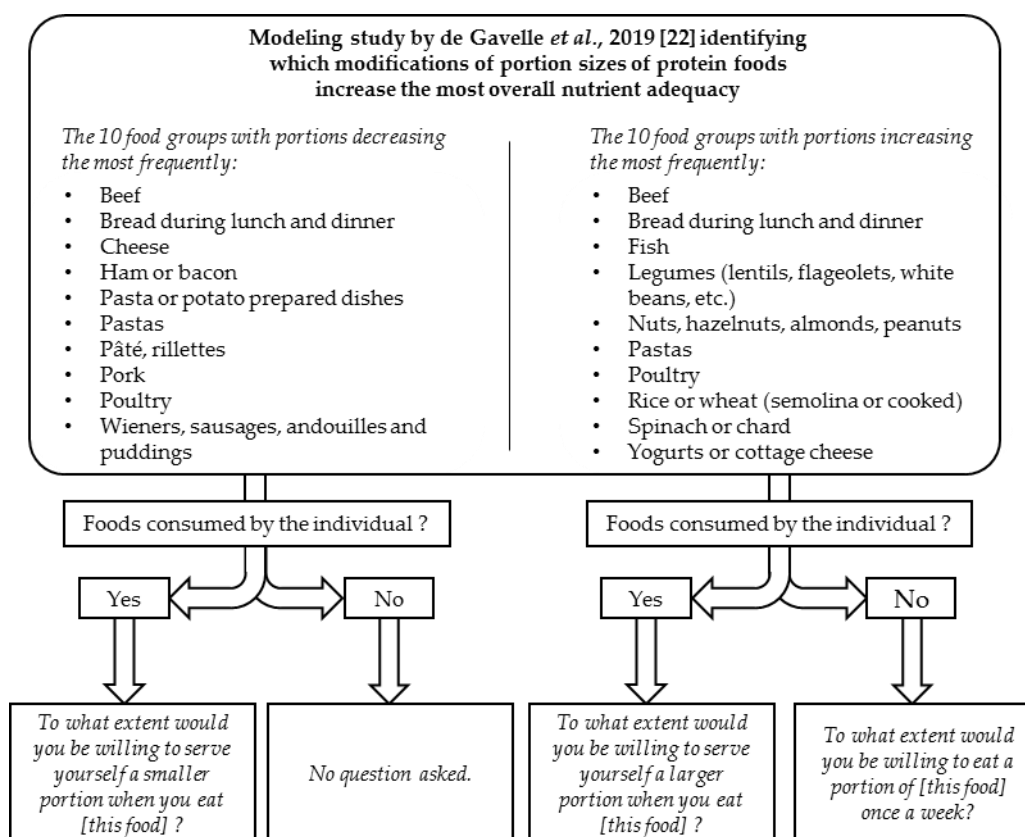 Modeling study by de Gavelle et al., 2019 [22] identifying
which modifications of portion sizes of protein foods
increase the most overall nutrient adequacy
The 10 food groups with portions decreasing
the most frequently:
• Beef
• Bread during lunch and dinner
• Cheese
• Ham or bacon
• Pasta or potato prepared dishes
• Pastas
• Pâté, rillettes
• Pork
• Poultry
• Wieners, sausages, andouilles and
puddings
The 10 food groups with portions increasing
the most frequently:
• Beef
• Bread during lunch and dinner
• Fish
• Legumes (lentils, flageolets, white
beans, etc.)
• Nuts, hazelnuts, almonds, peanuts
• Pastas
• Poultry
• Rice or wheat (semolina or cooked)
• Spinach or chard
• Yogurts or cottage cheese
Foods consumed by the individual ?
Foods consumed by the individual ?
Yes
No
Yes
No
To what extent would
you be willing to serve
yourself a smaller
portion when you eat
[this food] ?
No question asked.
To what extent would
you be willing to serve
yourself a larger
portion when you eat
[this food] ?
To what extent would
you be willing to eat a
portion of [this food]
once a week?